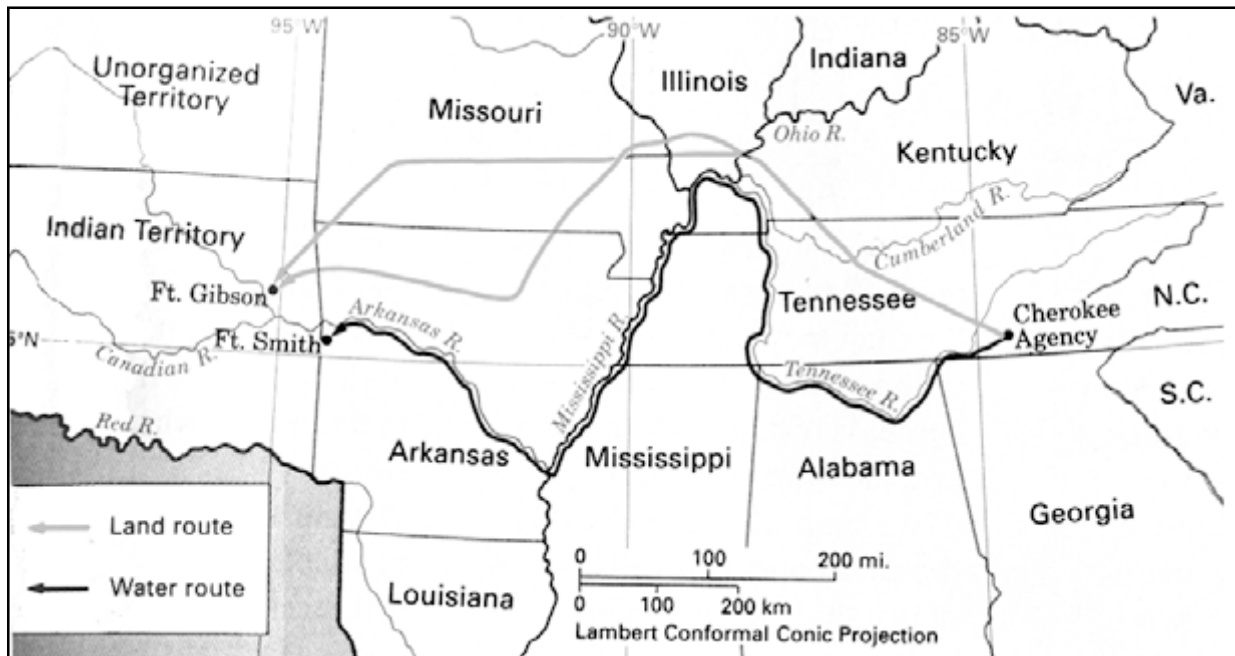 95°W
90°W
85°W
Unorganized
Territory
Missouri
Illinois
Indiana
Ohio R.
Va.
Kentucky
Indian Territory
Cumberland R.
Ft. Gibson
Arkansas R.
Tennessee
Cherokee
Agency
N.C.
Ft. Smith
5°N
Canadian R.
Mississippi R.
Tennessee R.
S.C.
Red R.
Arkansas
Mississippi
Alabama
Georgia
Land route
Water route
Louisiana
0 100 200 mi.
0 100 200 km
Lambert Conformal Conic Projection